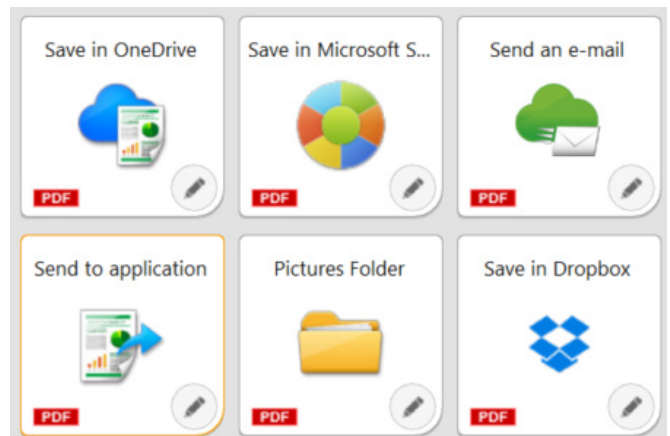 Save in OneDrive
Save in Microsoft S...
Send an e-mail
PDF
PDF
PDF
Send to application
Pictures Folder
Save in Dropbox
PDF
PDF
PDF